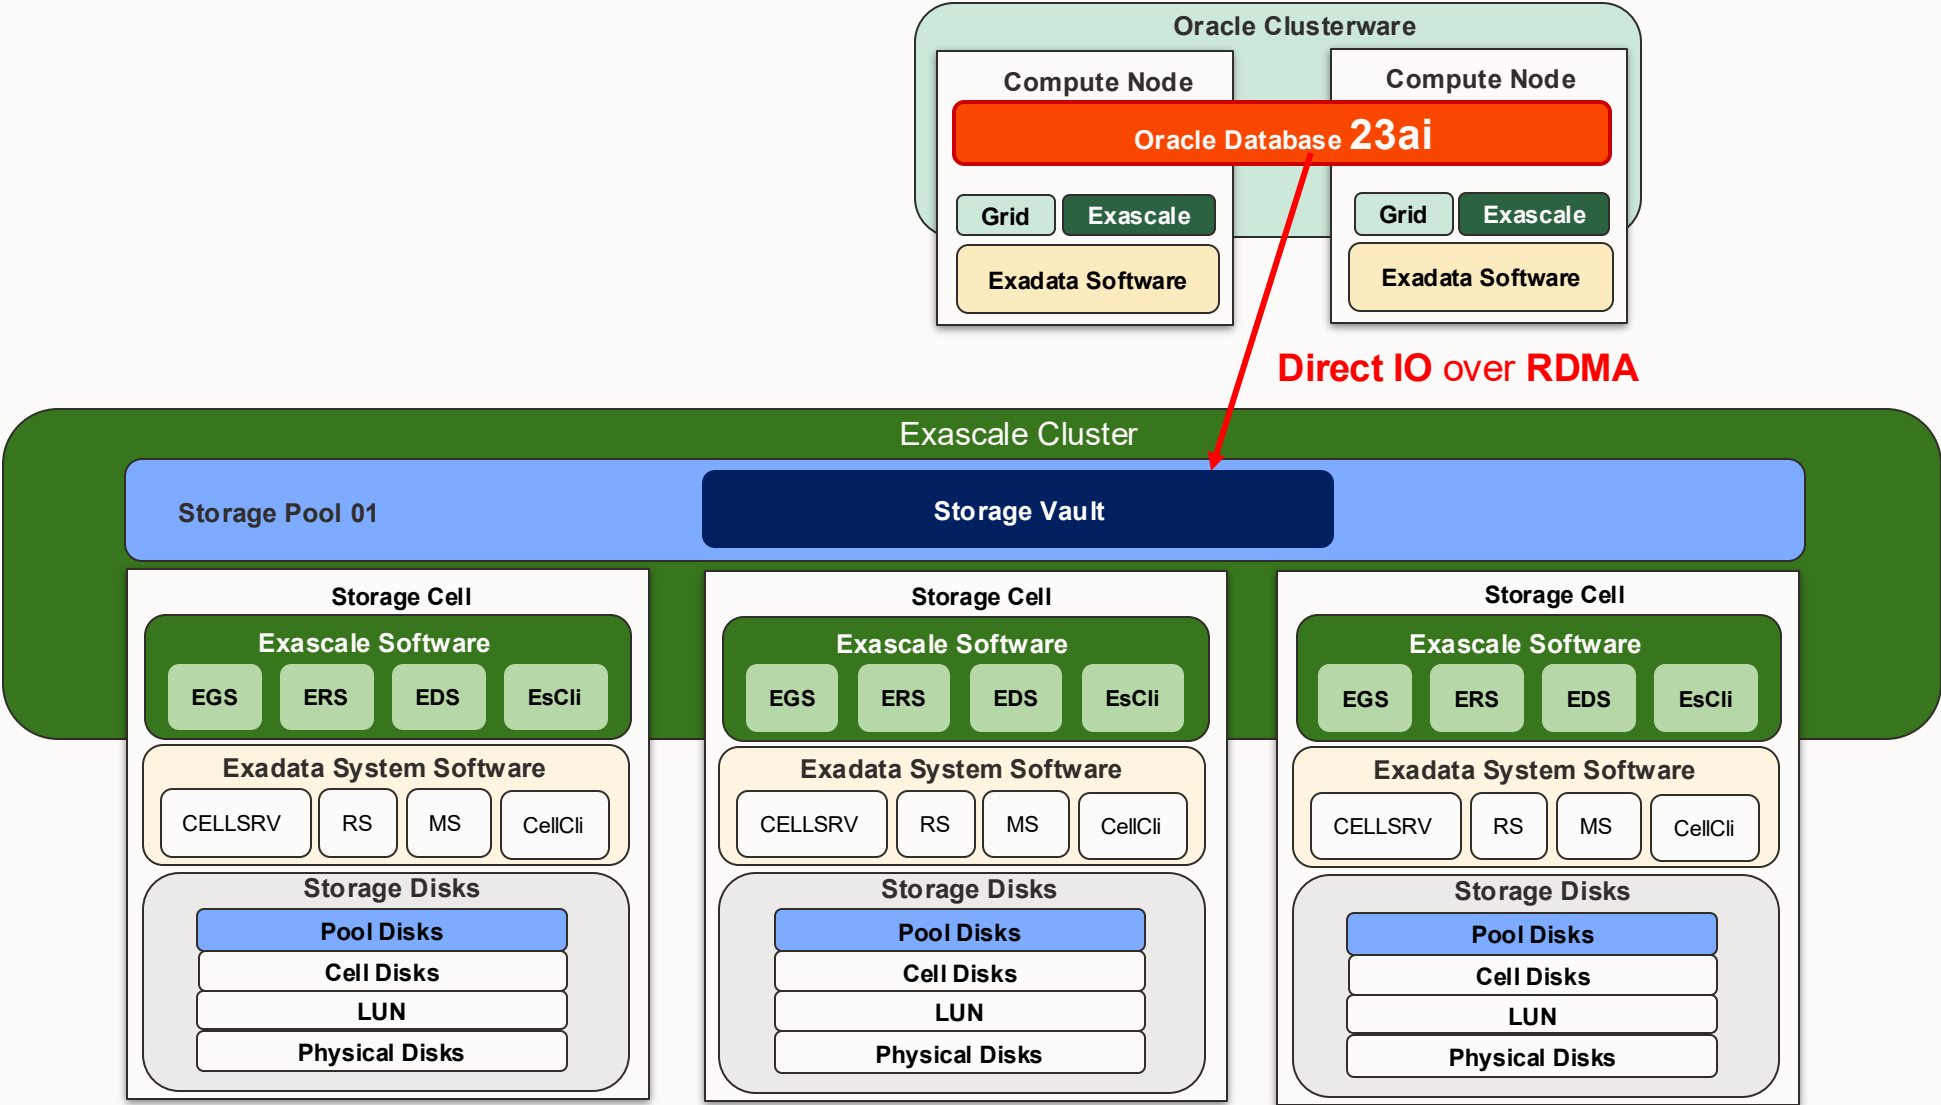 Oracle Clusterware
Compute Node
Compute Node
Oracle Database 23ai
Grid
Exascale
Grid
Exascale
Exadata Software
Exadata Software
Direct IO over RDMA
Exascale Cluster
Storage Pool 01
Storage Vault
Storage Cell
Exascale Software
EGS
ERS
EDS
EsCli
Exadata System Software
CELLSRV
RS
MS
CellCli
Storage Disks
Pool Disks
Cell Disks
LUN
Physical Disks
Storage Cell
Exascale Software
EGS
ERS
EDS
EsCli
Exadata System Software
CELLSRV
RS
MS
CellCli
Storage Disks
Pool Disks
Cell Disks
LUN
Physical Disks
Storage Cell
Exascale Software
EGS
ERS
EDS
EsCli
Exadata System Software
CELLSRV
RS
MS
CellCli
Storage Disks
Pool Disks
Cell Disks
LUN
Physical Disks